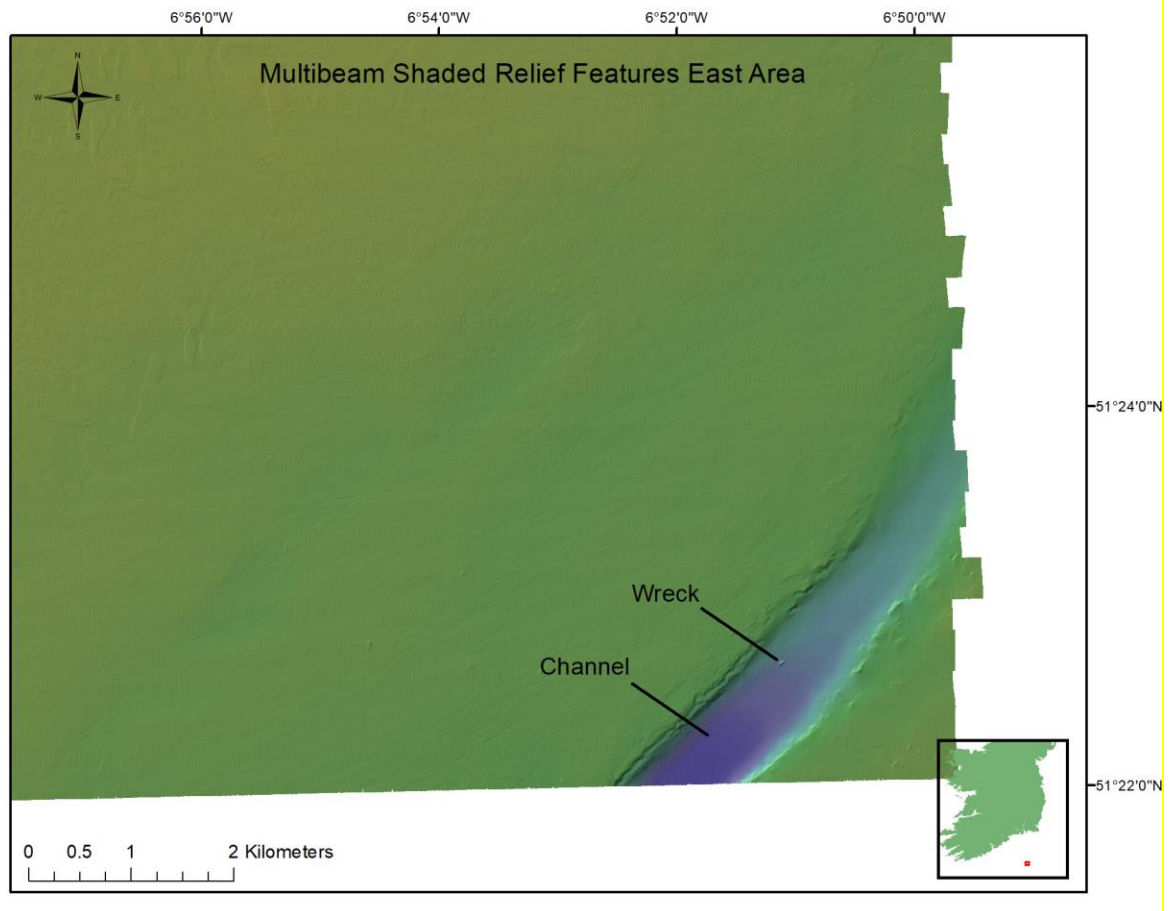 6°56'0"W 6°54'0"W 6°52'0"W 6°50'0"W
Multibeam Shaded Relief Features East Area
N
W E
S
51°24'0"N
Wreck
Channel
51°22'0"N
0 0.5 1 2 Kilometers